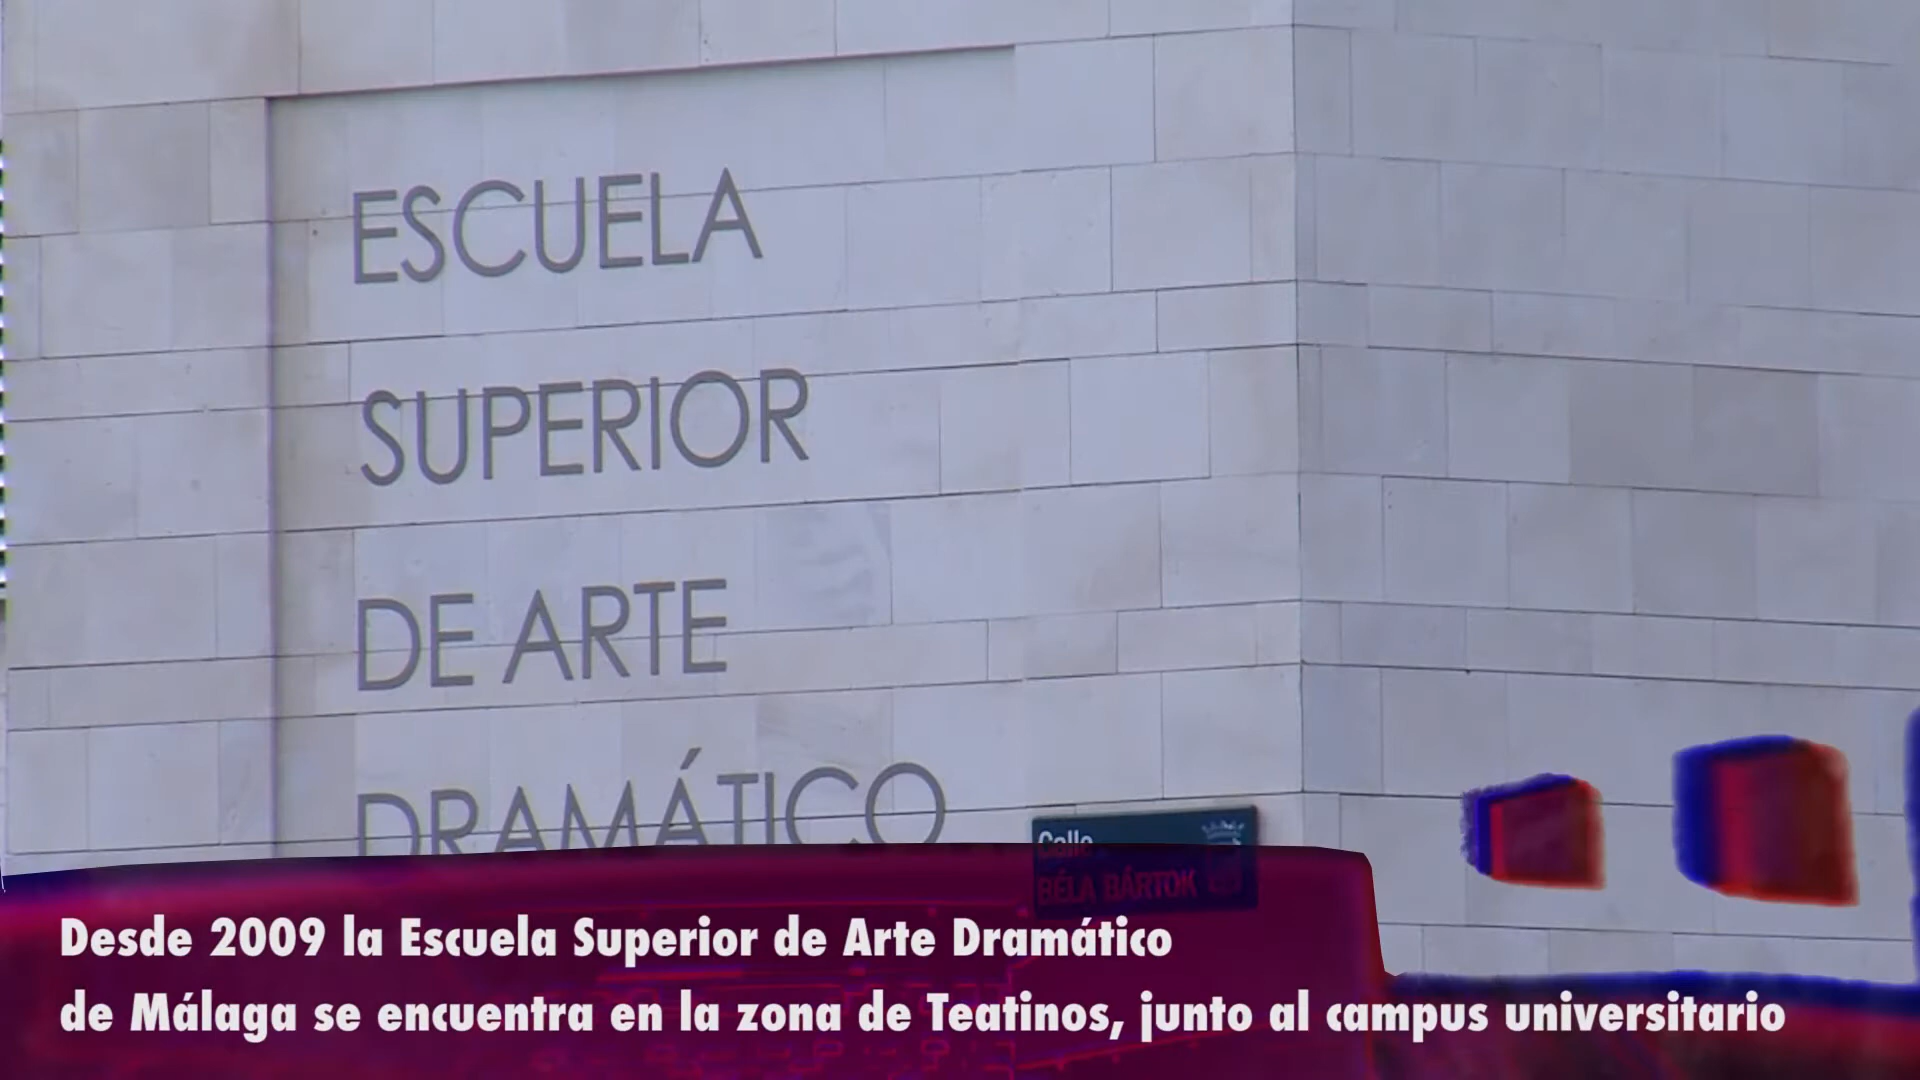 ESCUELA
SUPERIOR
DE ARTE
DRAMÁTICO
Calle
BÉLA BÁRTOK
Desde 2009 la Escuela Superior de Arte Dramático
de Málaga se encuentra en la zona de Teatinos, junto al campus universitario